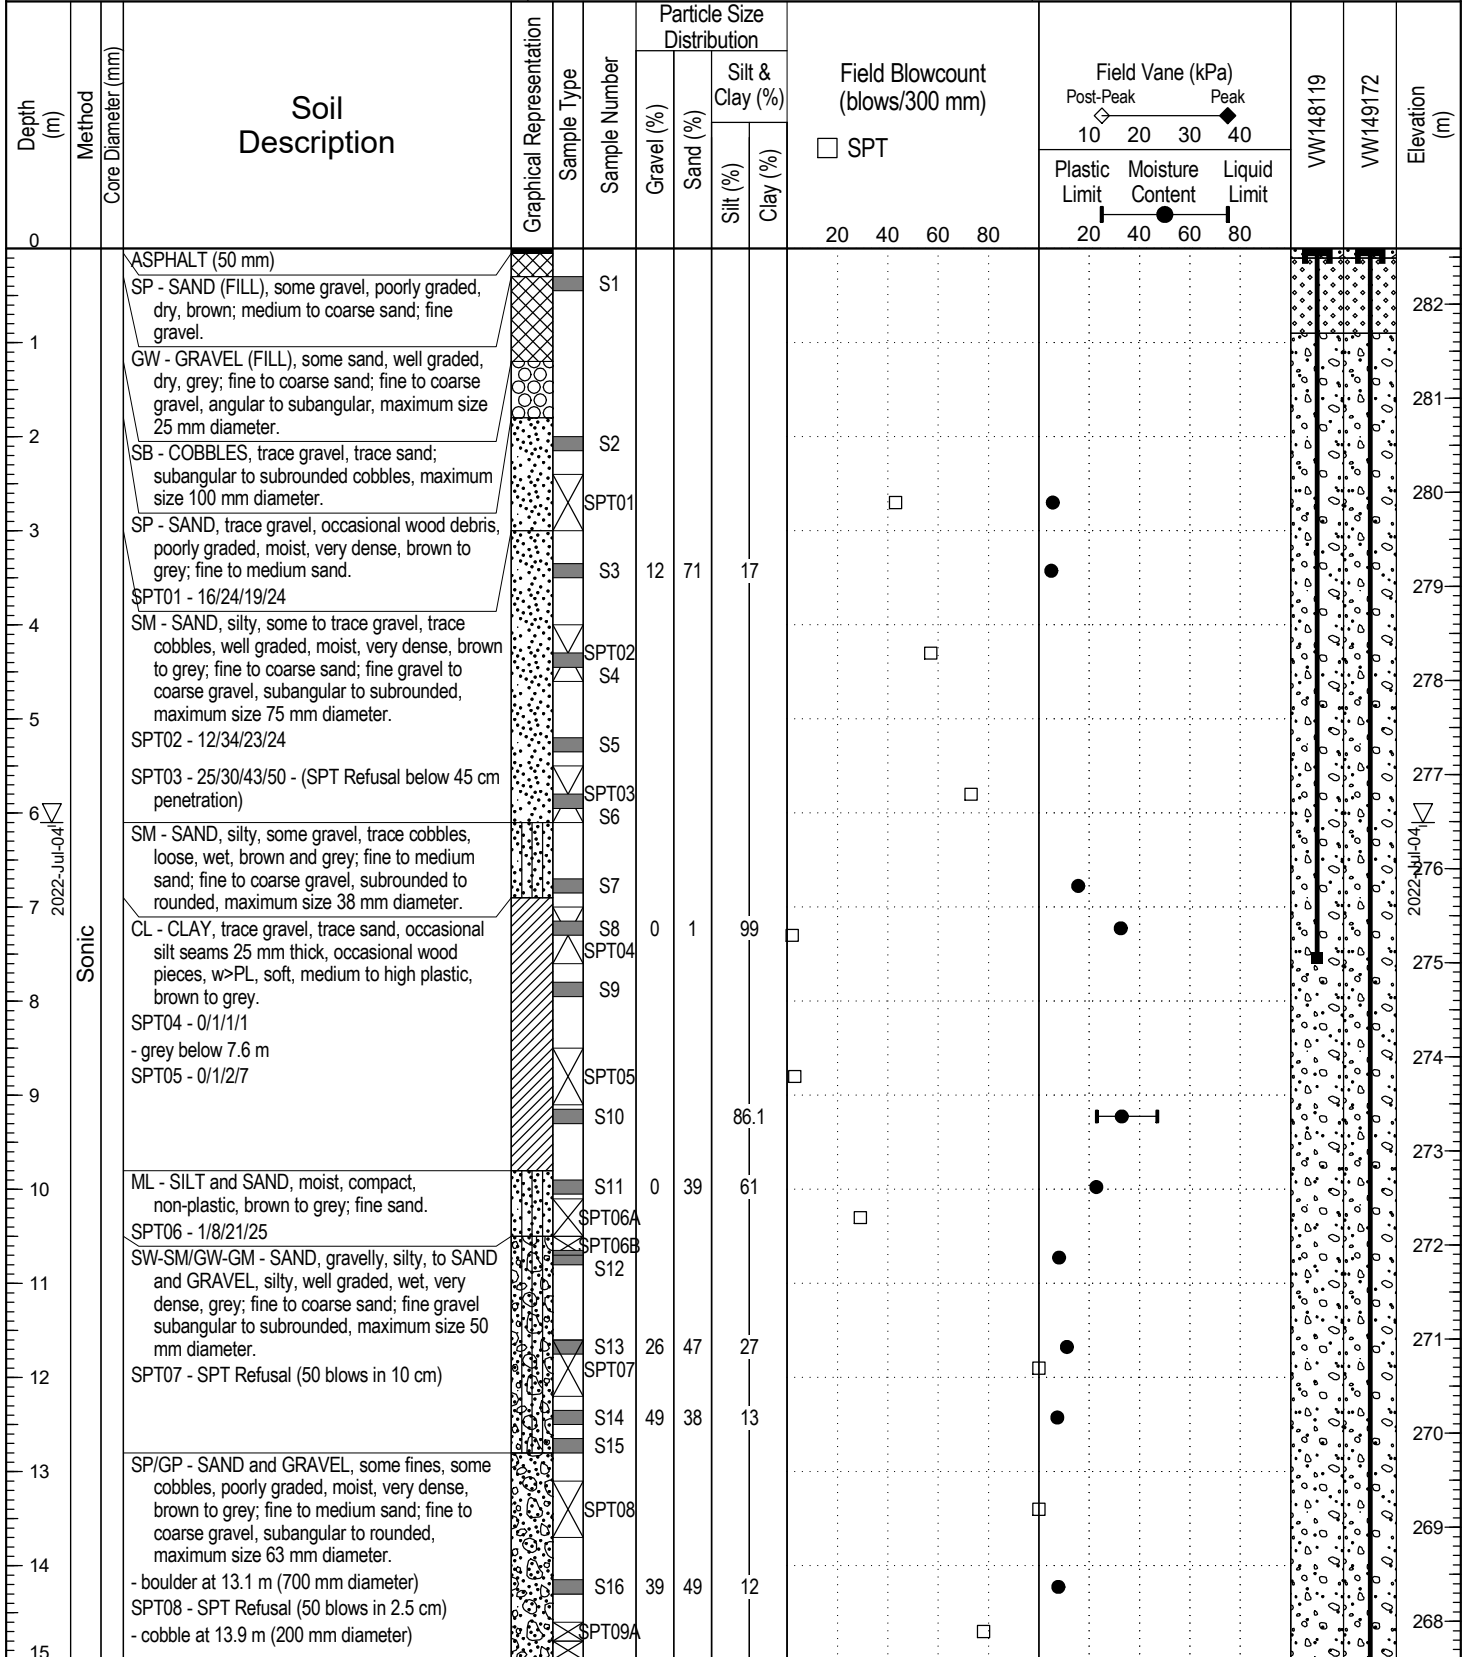 Depth (m)
Method
Core Diameter (mm)
Soil
Description
Graphical Representation
Sample Type
Sample Number
Particle Size
Distribution
Gravel (%)
Sand (%)
Silt &
Clay (%)
Silt (%)
Clay (%)
Field Blowcount
(blows/300 mm)
SPT
20 40 60 80
Field Vane (kPa)
Post-Peak Peak
10 20 30 40
Plastic Moisture Liquid
Limit Content Limit
20 40 60 80
VW148119
VW149172
Elevation (m)
0
ASPHALT (50 mm)
SP - SAND (FILL), some gravel, poorly graded,
dry, brown; medium to coarse sand; fine
gravel.
S1
282
1
GW - GRAVEL (FILL), some sand, well graded,
dry, grey; fine to coarse sand; fine to coarse
gravel, angular to subangular, maximum size
25 mm diameter.
281
2
S2
SB - COBBLES, trace gravel, trace sand;
subangular to subrounded cobbles, maximum
size 100 mm diameter.
SPT01
280
3
SP - SAND, trace gravel, occasional wood debris,
poorly graded, moist, very dense, brown to
grey; fine to medium sand.
SPT01 - 16/24/19/24
S3 12 71 17
279
4
SM - SAND, silty, some to trace gravel, trace
cobbles, well graded, moist, very dense, brown
to grey; fine to coarse sand; fine gravel to
coarse gravel, subangular to subrounded,
maximum size 75 mm diameter.
SPT02
S4
278
5
SPT02 - 12/34/23/24
S5
SPT03 - 25/30/43/50 - (SPT Refusal below 45 cm
penetration)
SPT03
S6
277
6
2022-Jul-04
2022-Jul-04
SM - SAND, silty, some gravel, trace cobbles,
loose, wet, brown and grey; fine to medium
sand; fine to coarse gravel, subrounded to
rounded, maximum size 38 mm diameter.
S7
276
7
Sonic
CL - CLAY, trace gravel, trace sand, occasional
silt seams 25 mm thick, occasional wood
pieces, w>PL, soft, medium to high plastic,
brown to grey.
S8 0 1 99
SPT04
S9
275
8
SPT04 - 0/1/1/1
- grey below 7.6 m
SPT05 - 0/1/2/7
SPT05
274
9
S10 86.1
273
10
ML - SILT and SAND, moist, compact,
non-plastic, brown to grey; fine sand.
SPT06 - 1/8/21/25
S11 0 39 61
SPT06A
SPT06B
272
S12
11
SW-SM/GW-GM - SAND, gravelly, silty, to SAND
and GRAVEL, silty, well graded, wet, very
dense, grey; fine to coarse sand; fine gravel
subangular to subrounded, maximum size 50
mm diameter.
S13 26 47 27
271
SPT07
12
SPT07 - SPT Refusal (50 blows in 10 cm)
S14 49 38 13
270
S15
13
SP/GP - SAND and GRAVEL, some fines, some
cobbles, poorly graded, moist, very dense,
brown to grey; fine to medium sand; fine to
coarse gravel, subangular to rounded,
maximum size 63 mm diameter.
SPT08
269
14
- boulder at 13.1 m (700 mm diameter)
S16 39 49 12
SPT08 - SPT Refusal (50 blows in 2.5 cm)
- cobble at 13.9 m (200 mm diameter)
SPT09A
268
15